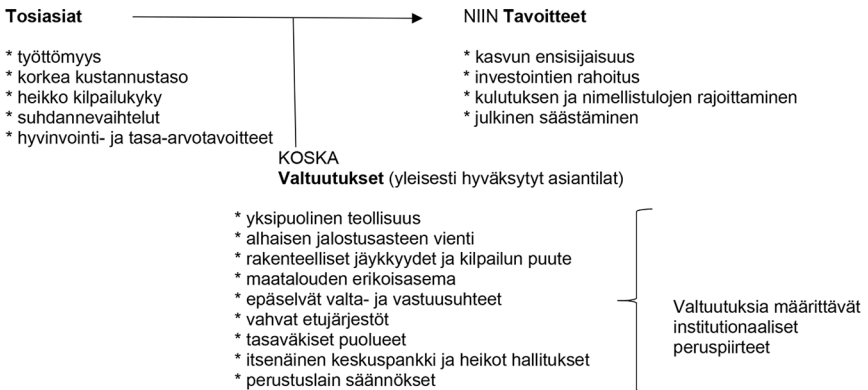 Tosiasiat
* työttömyys
* korkea kustannustaso
* heikko kilpailukyky
* suhdannevaihtelut
* hyvinvointi- ja tasa-arvotavoitteet
NIIN Tavoitteet
* kasvun ensisijaisuus
* investointien rahoitus
* kulutuksen ja nimellistulojen rajoittaminen
* julkinen säästäminen
KOSKA
Valtuutukset (yleisesti hyväksytyt asiantilat)
* yksipuolinen teollisuus
* alhaisen jalostusasteen vienti
* rakenteelliset jäykkyydet ja kilpailun puute
* maatalouden erikoisasema
* epäselvät valta- ja vastuusuhteet
* vahvat etujärjestöt
* tasaväkiset puolueet
* itsenäinen keskuspankki ja heikot hallitukset
* perustuslain säännökset
Valtuutuksia määrittävät
institutionaaliset
peruspiirteet